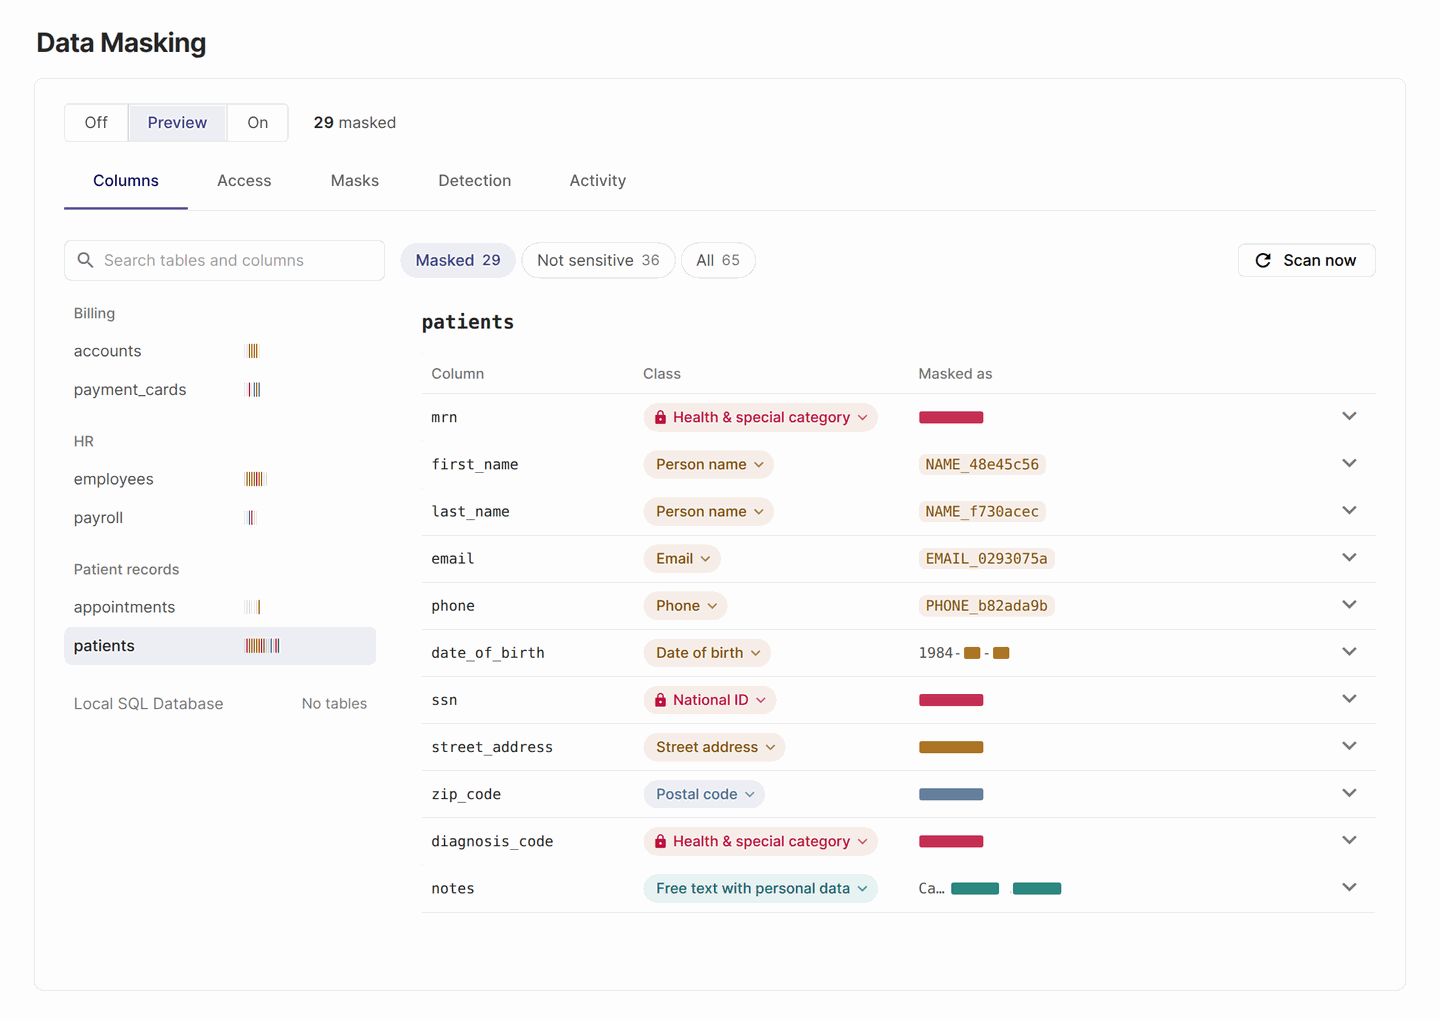 Data Masking
Off Preview On 29 masked
Columns Access Masks Detection Activity
Search tables and columns
Masked 29 Not sensitive 36 All 65 Scan now
Billing
accounts
payment_cards
HR
employees
payroll
Patient records
appointments
patients
Local SQL Database No tables
patients
Column Class Masked as
mrn Health & special category
first_name Person name NAME_48e45c56
last_name Person name NAME_f730acec
email Email EMAIL_0293075a
phone Phone PHONE_b82ada9b
date_of_birth Date of birth 1984- -
ssn National ID
street_address Street address
zip_code Postal code
diagnosis_code Health & special category
notes Free text with personal data Ca…